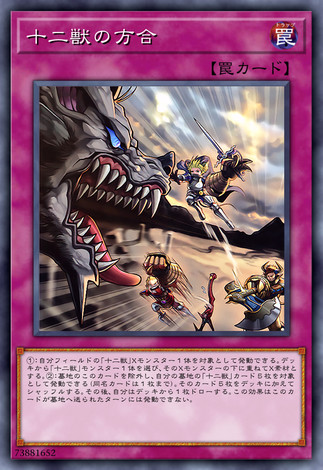 十二獣の方合
トラップ
罠
【罠カード】
①:自分フィールドの「十二獣」Xモンスター1体を対象として発動できる。デッ
キから「十二獣」モンスター1体を選び、そのXモンスターの下に重ねてX素材と
する。②:墓地のこのカードを除外し、自分の墓地の「十二獣」カード5枚を対象
として発動できる(同名カードは1枚まで)。そのカード5枚をデッキに加えて
シャッフルする。その後、自分はデッキから1枚ドローする。この効果はこのカー
ドが墓地へ送られたターンには発動できない。
73881652